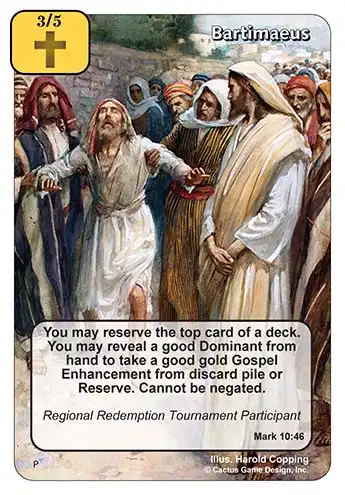 3/5
Bartimaeus
You may reserve the top card of a deck.
You may reveal a good Dominant from
hand to take a good gold Gospel
Enhancement from discard pile or
Reserve. Cannot be negated.
Regional Redemption Tournament Participant
Mark 10:46
P
Illus. Harold Copping
© Cactus Game Design, Inc.